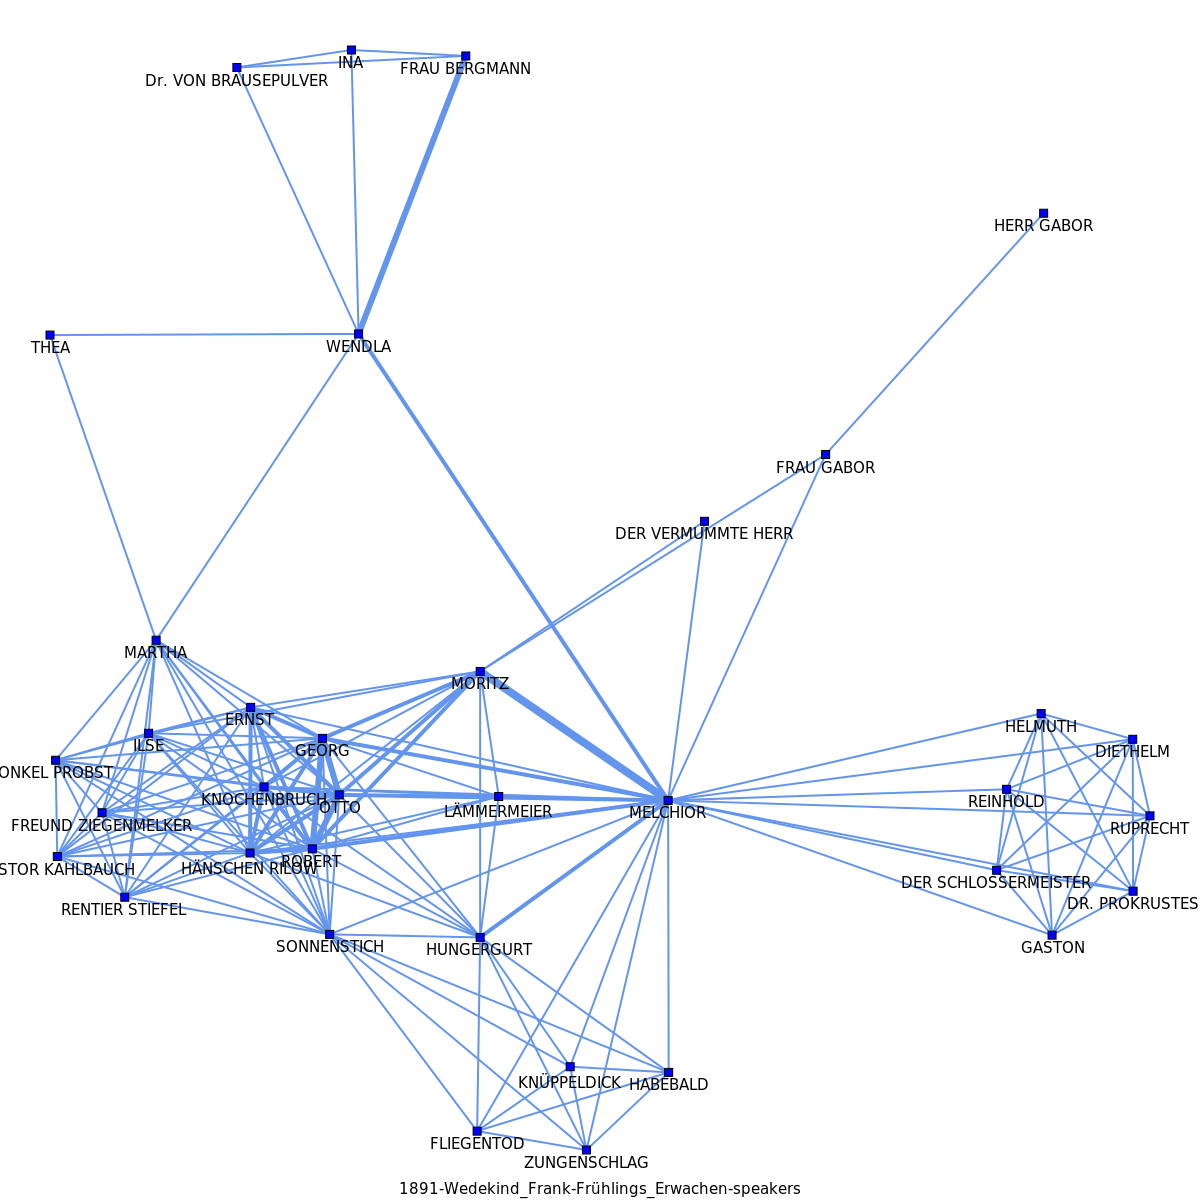 INA
FRAU BERGMANN
Dr. VON BRAUSEPULVER
HERR GABOR
THEA
WENDLA
FRAU GABOR
DER VERMUMMTE HERR
MARTHA
MORITZ
ERNST
HELMUTH
ILSE
GEORG
DIETHELM
ONKEL PROBST
KNOCHENBRUCH
OTTO
REINHOLD
LÄMMERMEIER
MELCHIOR
FREUND ZIEGENMELKER
RUPRECHT
ROBERT
STOR KAHLBAUCH
HÄNSCHEN RILOW
DER SCHLOSSERMEISTER
DR. PROKRUSTES
RENTIER STIEFEL
SONNENSTICH
HUNGERGURT
GASTON
KNÜPPELDICK
HABEBALD
FLIEGENTOD
ZUNGENSCHLAG
1891-Wedekind_Frank-Frühlings_Erwachen-speakers